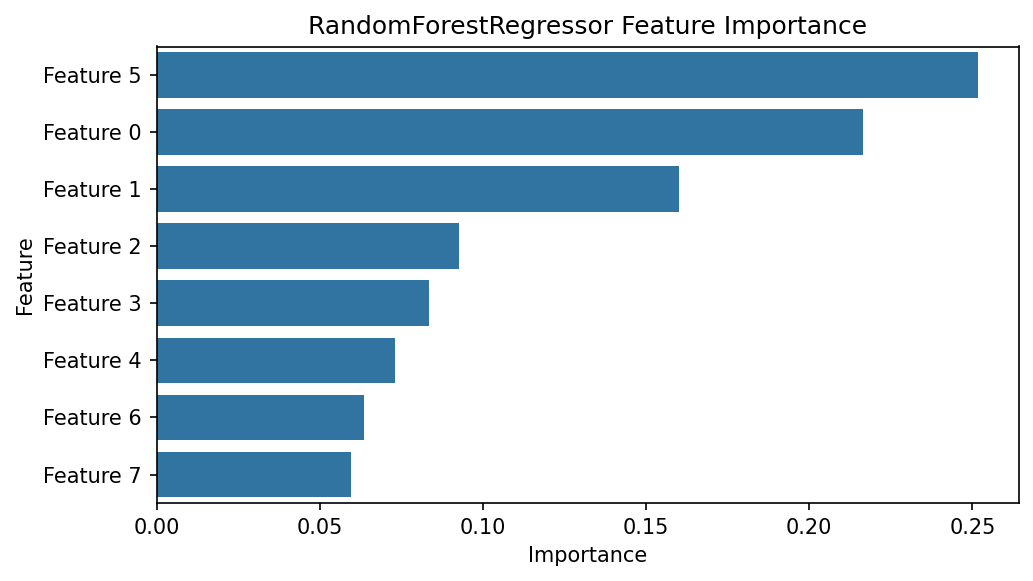 RandomForestRegressor Feature Importance
Feature
Feature 5
Feature 0
Feature 1
Feature 2
Feature 3
Feature 4
Feature 6
Feature 7
0.00 0.05 0.10 0.15 0.20 0.25
Importance